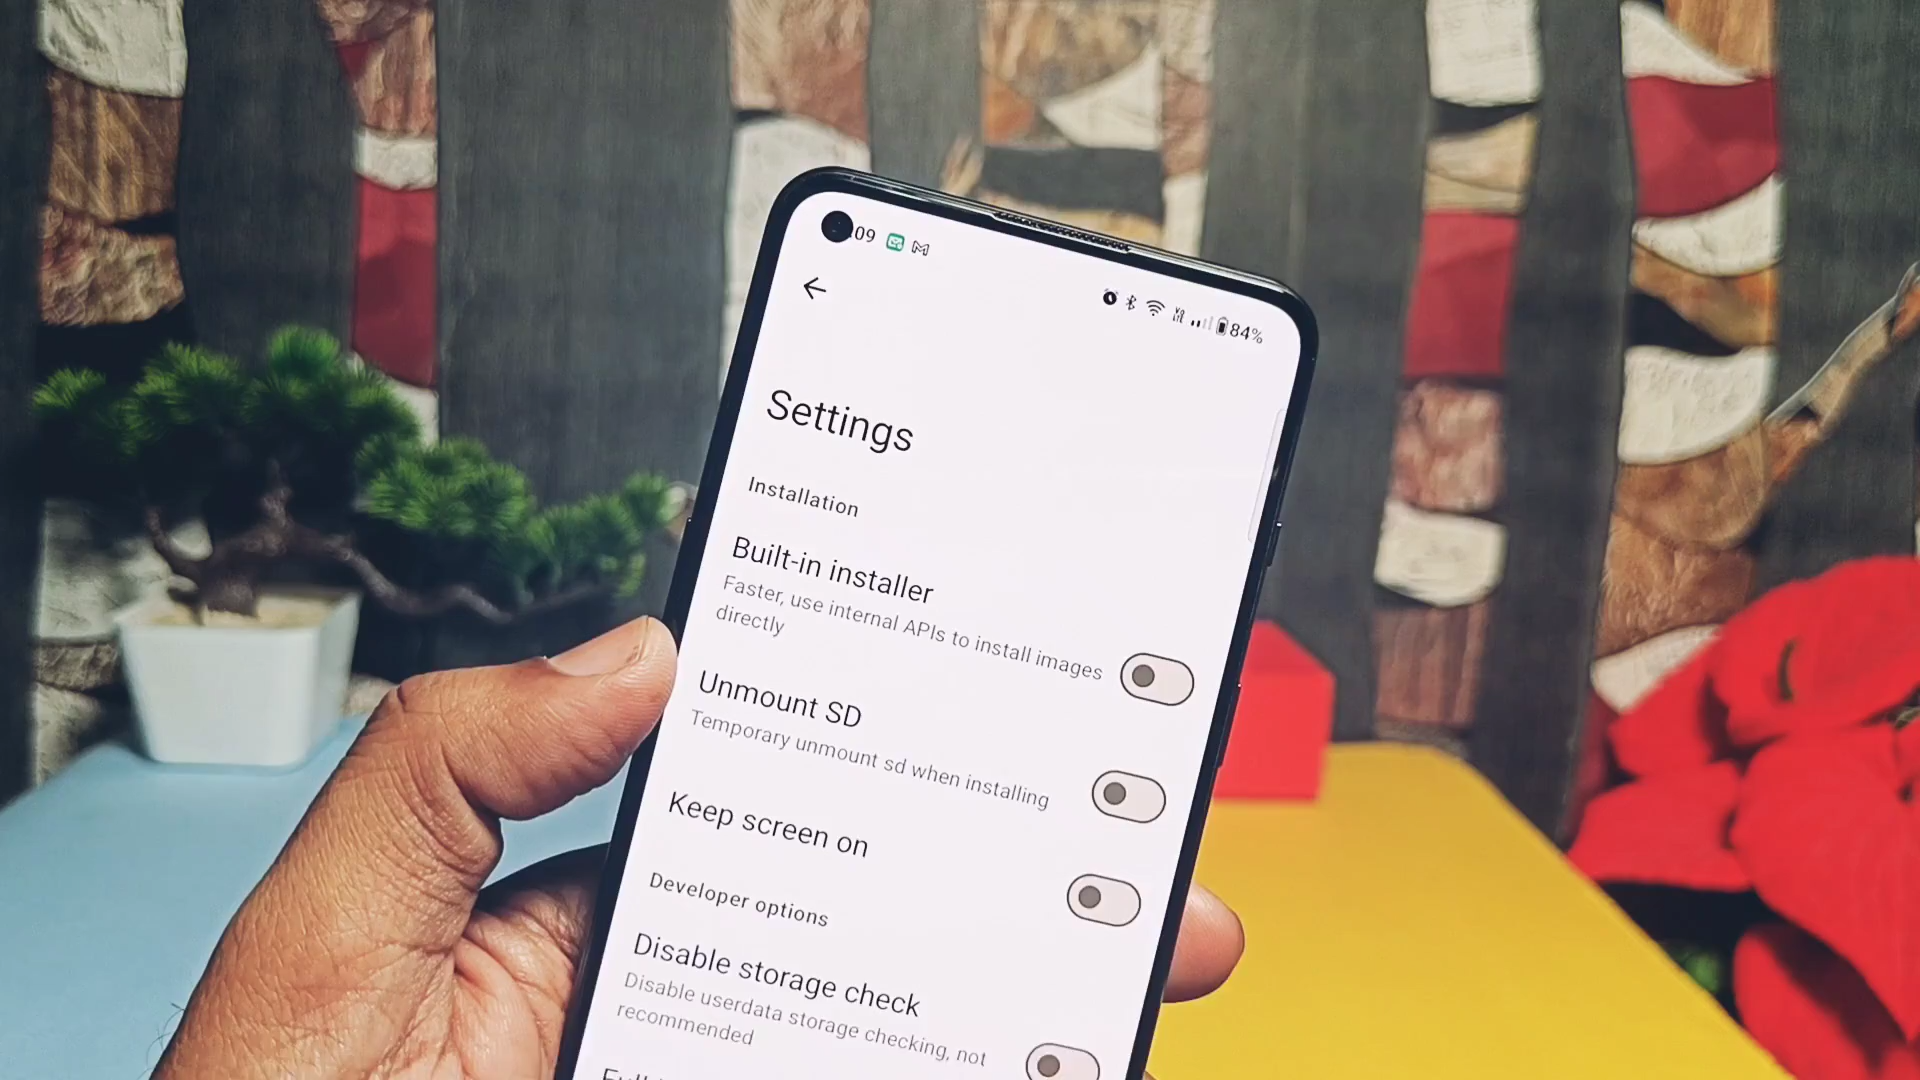 :09
84%
Settings
Installation
Built-in installer
Faster, use internal APIs to install images
directly
Unmount SD
Temporary unmount sd when installing
Keep screen on
Developer options
Disable storage check
Disable userdata storage checking, not
recommended